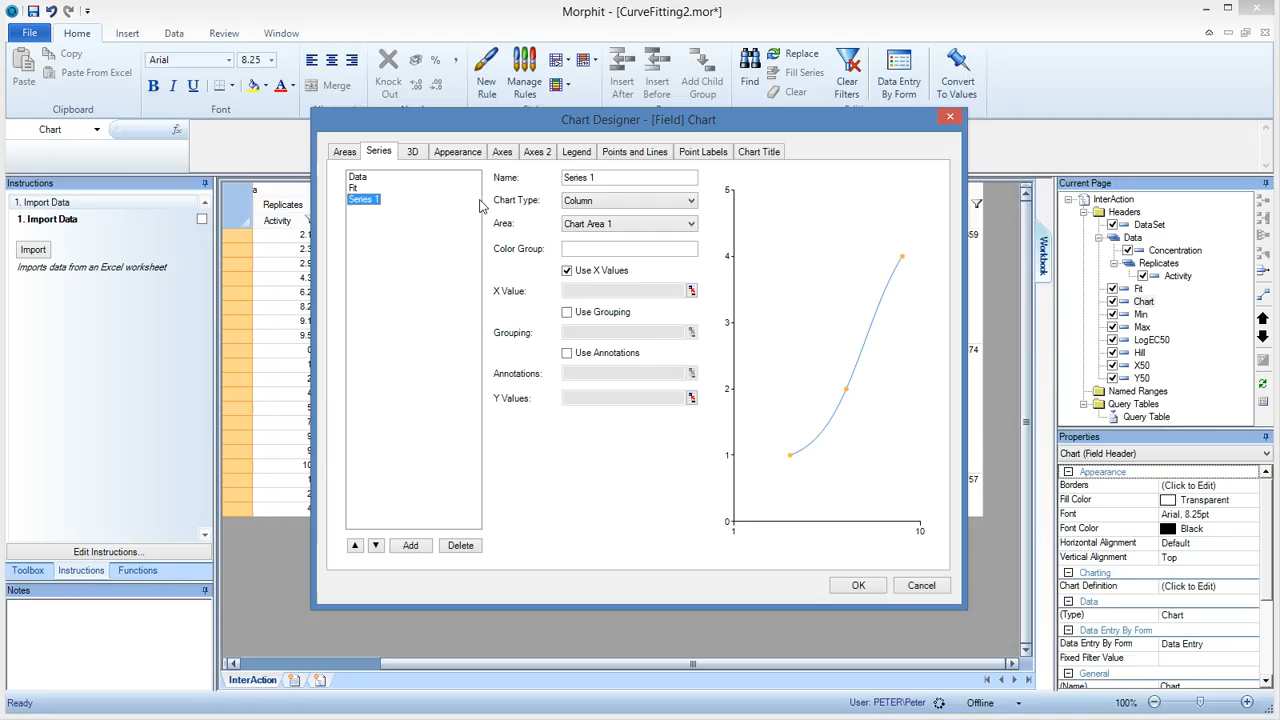 Morphit - [CurveFitting2.mor*]
File Home Insert Data Review Window
Copy
Paste
Paste From Excel
Clipboard
Arial 8.25
B I U
Font
Merge
Knock Out
New Rule
Manage Rules
Insert After
Insert Before
Add Child Group
Find
Replace
Fill Series
Clear
Clear Filters
Data Entry By Form
Convert To Values
Editing
Chart
fx
Instructions
1. Import Data
1. Import Data
Import
Imports data from an Excel worksheet
Edit Instructions...
Toolbox Instructions Functions
Notes
Replicates
Activity
Chart Designer - [Field] Chart
Areas Series 3D Appearance Axes Axes 2 Legend Points and Lines Point Labels Chart Title
Data
Fit
Series 1
Name: Series 1
Chart Type: Column
Area: Chart Area 1
Color Group:
Use X Values
X Value:
Use Grouping
Grouping:
Use Annotations
Annotations:
Y Values:
5
4
3
2
1
0
1 10
Add Delete
OK Cancel
Workbook
Current Page
InterAction
Headers
DataSet
Data
Concentration
Replicates
Activity
Fit
Chart
Min
Max
LogEC50
Hill
X50
Y50
Named Ranges
Query Tables
Query Table
Properties
Chart (Field Header)
Appearance
Borders (Click to Edit)
Fill Color Transparent
Font Arial, 8.25pt
Font Color Black
Horizontal Alignment Default
Vertical Alignment Top
Charting
Chart Definition (Click to Edit)
Data
(Type) Chart
Data Entry By Form
Data Entry By Form Data Entry
Fixed Filter Value
General
(Name) Chart
InterAction
Ready
User: PETER\Peter
Offline
100%